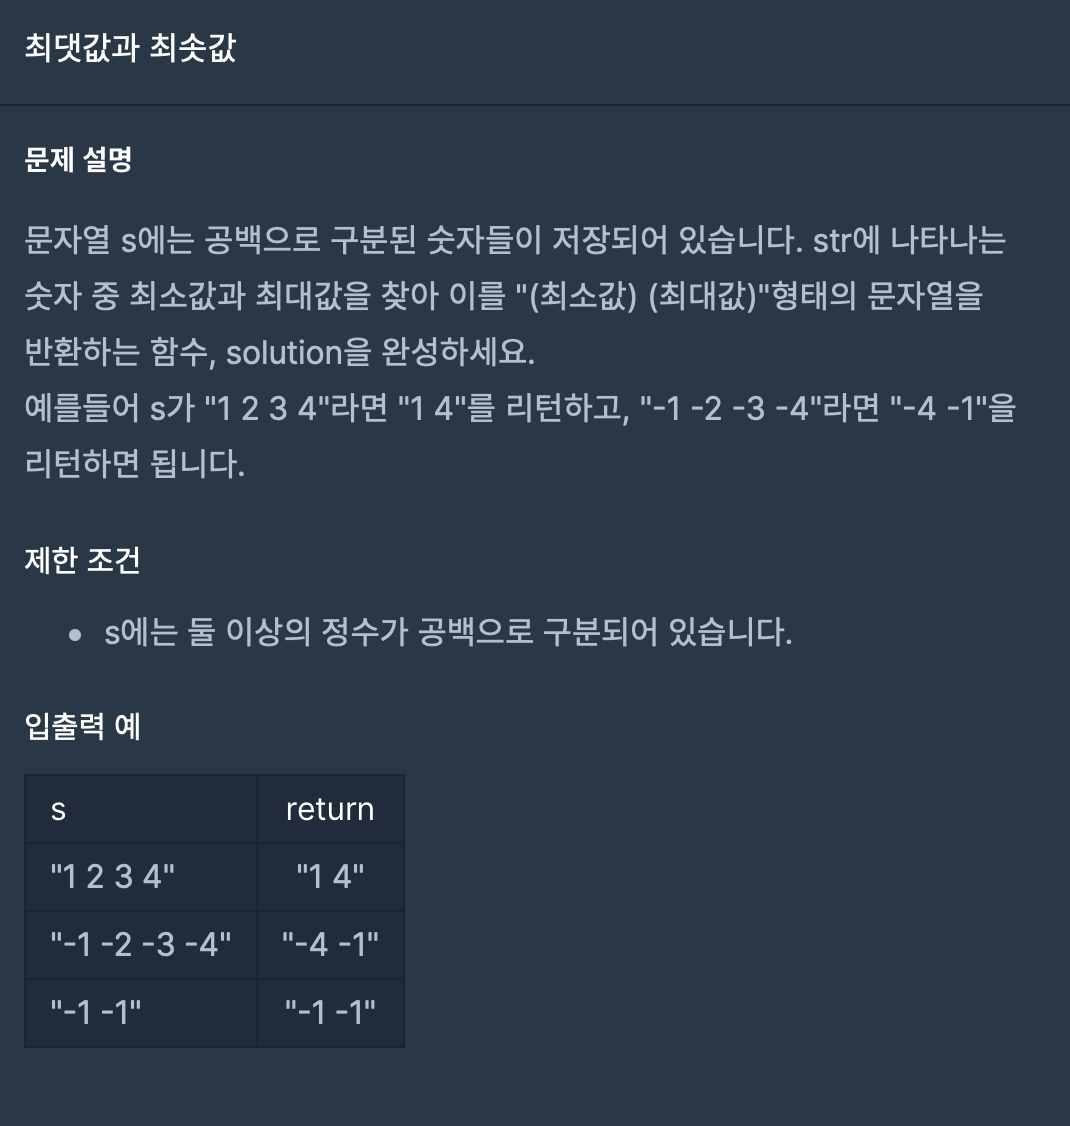 최댓값과 최솟값
문제 설명
문자열 s에는 공백으로 구분된 숫자들이 저장되어 있습니다. str에 나타나는
숫자 중 최소값과 최대값을 찾아 이를 "(최소값) (최대값)"형태의 문자열을
반환하는 함수, solution을 완성하세요.
예를들어 s가 "1 2 3 4"라면 "1 4"를 리턴하고, "-1 -2 -3 -4"라면 "-4 -1"을
리턴하면 됩니다.
제한 조건
• s에는 둘 이상의 정수가 공백으로 구분되어 있습니다.
입출력 예
s return
"1 2 3 4" "1 4"
"-1 -2 -3 -4" "-4 -1"
"-1 -1" "-1 -1"